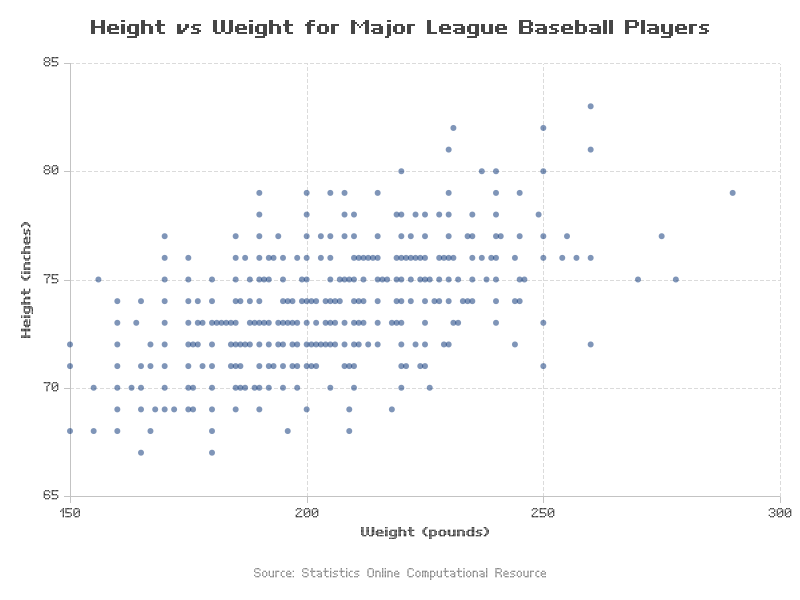 Height vs Weight for Major League Baseball Players
85
80
75
70
65
Height (inches)
150
200
250
300
Weight (pounds)
Source: Statistics Online Computational Resource